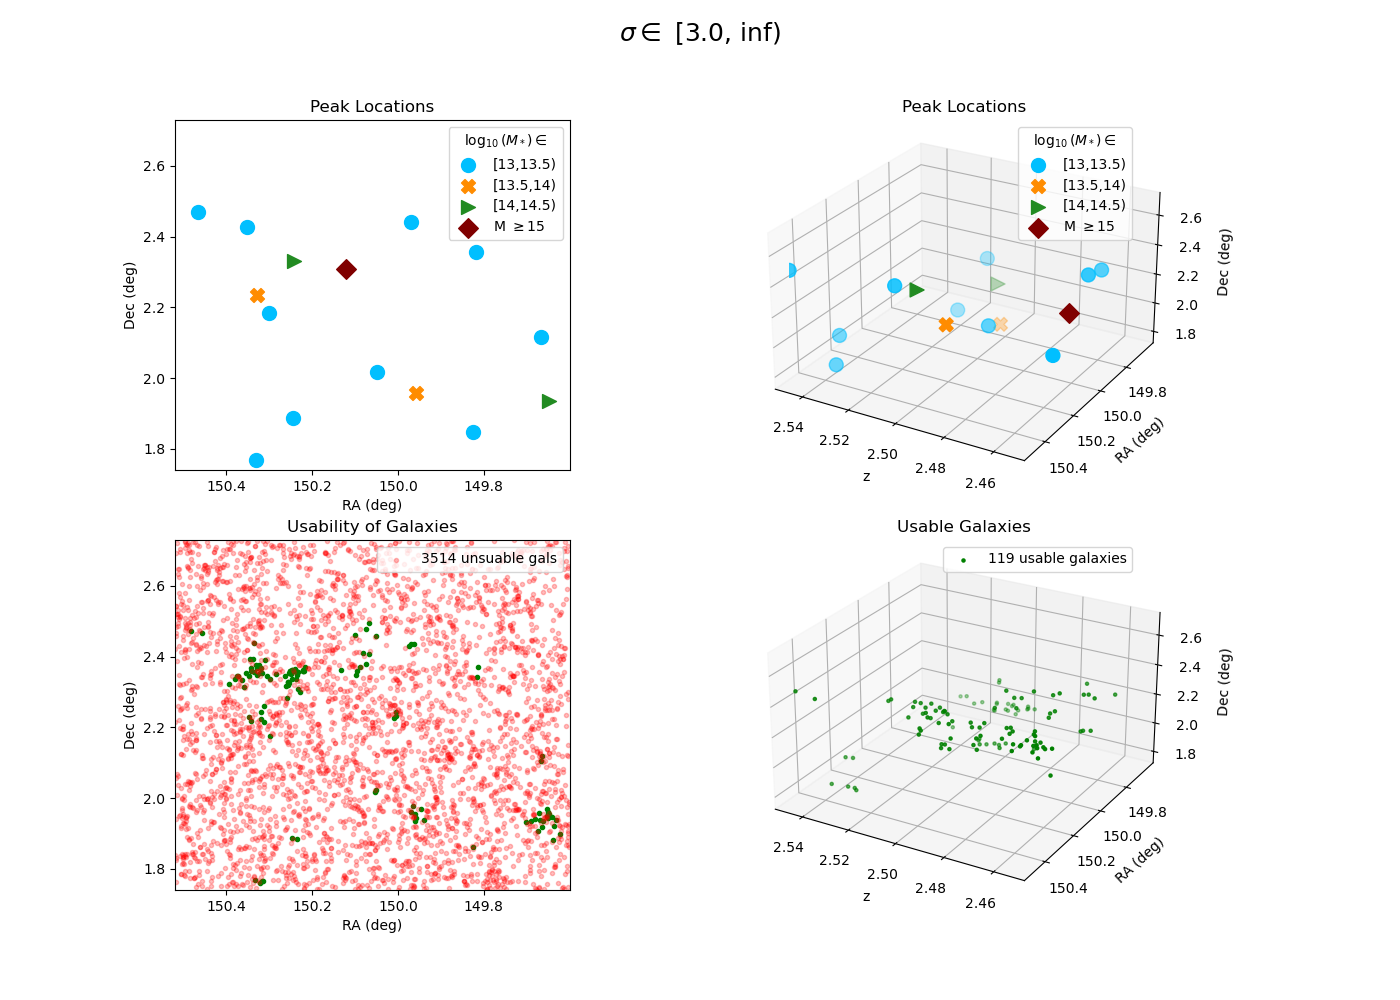 σ ∈ [3.0, inf)
Peak Locations
log₁₀(M*) ∈
[13,13.5)
[13.5,14)
[14,14.5)
M ≥15
2.6
2.4
2.2
2.0
1.8
Dec (deg)
150.4 150.2 150.0 149.8
RA (deg)
Peak Locations
log₁₀(M*) ∈
[13,13.5)
[13.5,14)
[14,14.5)
M ≥15
2.6
2.4
2.2
2.0
1.8
Dec (deg)
149.8
150.0
150.2
150.4
RA (deg)
2.54
2.52
2.50
2.48
2.46
z
Usability of Galaxies
3514 unsuable gals
2.6
2.4
2.2
2.0
1.8
Dec (deg)
150.4 150.2 150.0 149.8
RA (deg)
Usable Galaxies
119 usable galaxies
2.6
2.4
2.2
2.0
1.8
Dec (deg)
149.8
150.0
150.2
150.4
RA (deg)
2.54
2.52
2.50
2.48
2.46
z